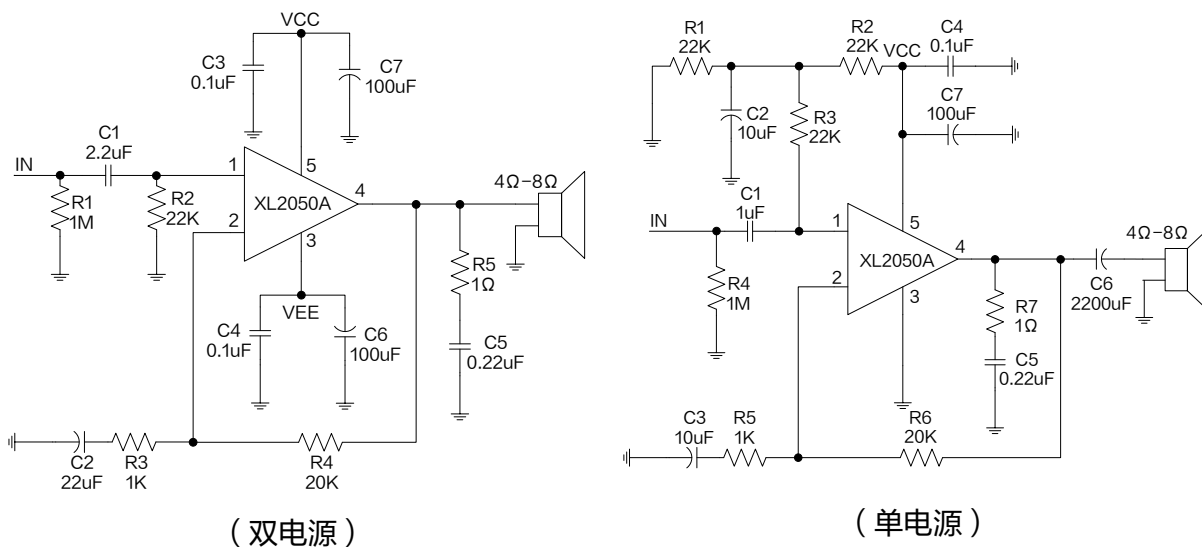 VCC
C3
0.1uF
C7
100uF
C1
2.2uF
IN
R1
1M
R2
22K
1
2
5
XL2050A
3
4
4Ω-8Ω
R5
1Ω
VEE
C4
0.1uF
C6
100uF
C5
0.22uF
C2
22uF
R3
1K
R4
20K
（双电源）
R1
22K
R2
22K
VCC
C4
0.1uF
C7
100uF
C2
10uF
R3
22K
C1
1uF
IN
R4
1M
1
2
5
XL2050A
3
4
4Ω-8Ω
C6
2200uF
R7
1Ω
C5
0.22uF
C3
10uF
R5
1K
R6
20K
（单电源）